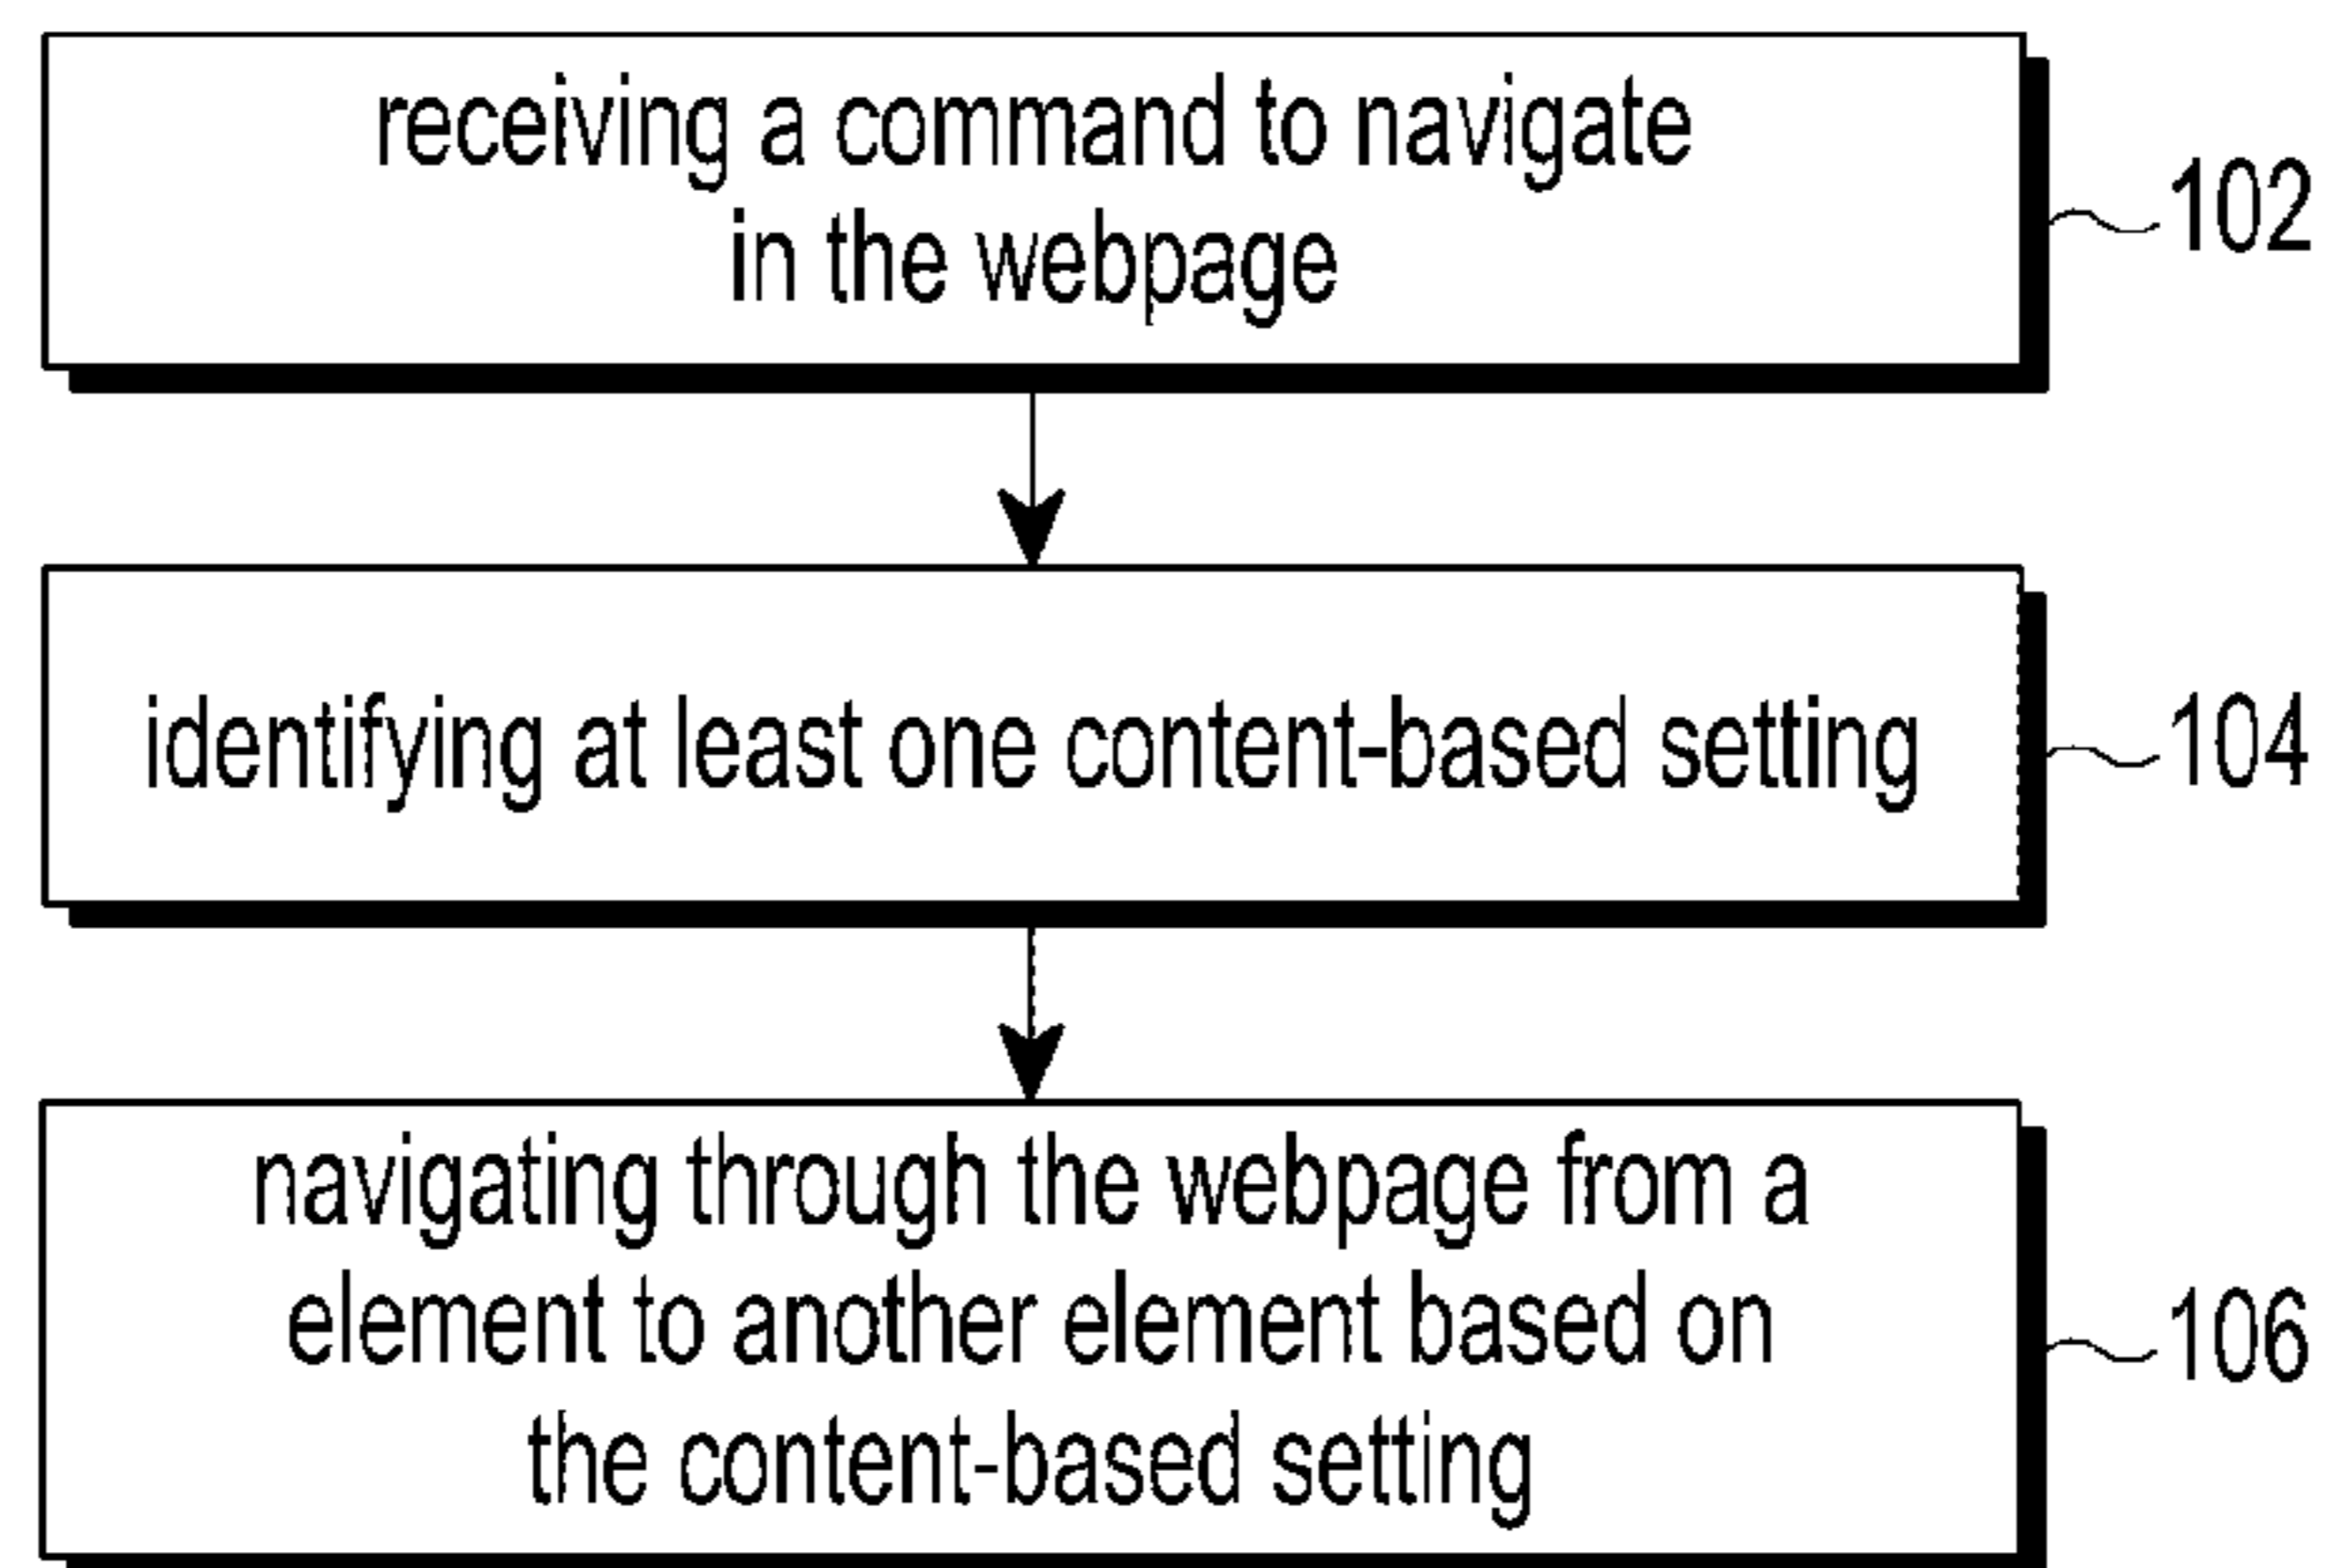 receiving a command to navigate
in the webpage
102
identifying at least one content-based setting
104
navigating through the webpage from a
element to another element based on
the content-based setting
106